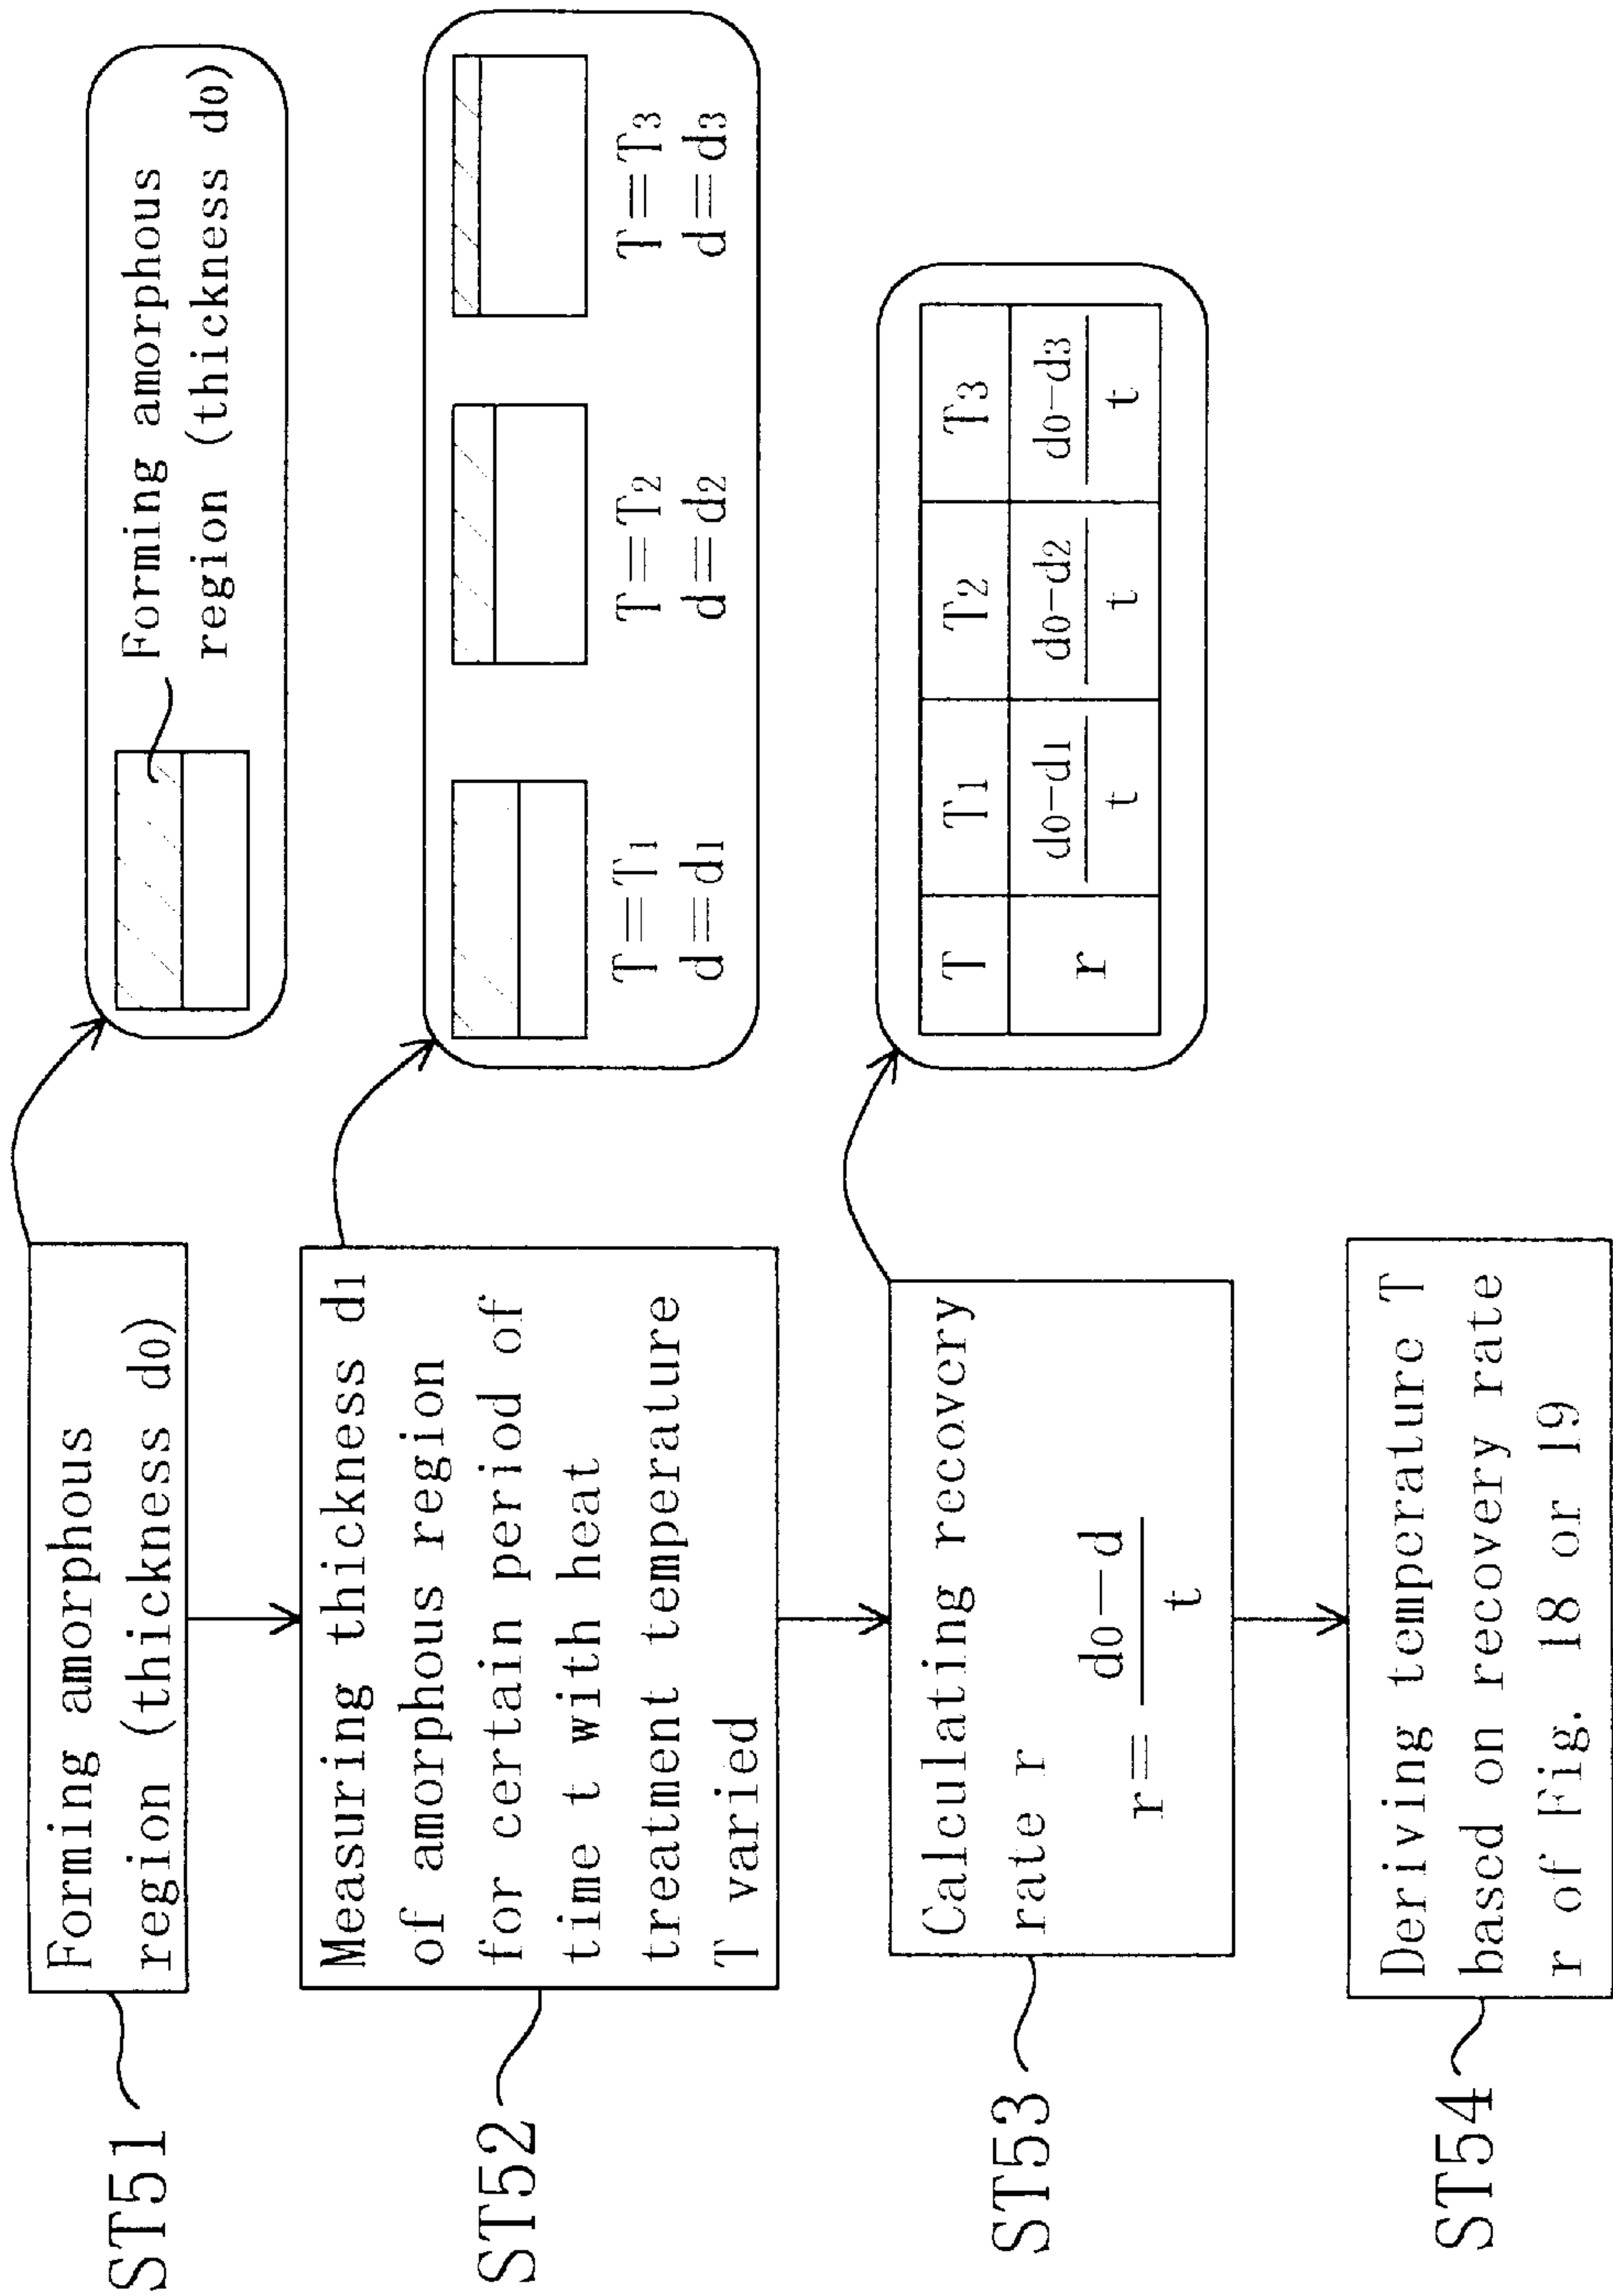 ST51
Forming amorphous
region (thickness d0)
Forming amorphous
region (thickness d0)
ST52
Measuring thickness d1
of amorphous region
for certain period of
time t with heat
treatment temperature
T varied
T=T1
d=d1
T=T2
d=d2
T=T3
d=d3
ST53
Calculating recovery
rate r
r= d0-d
t
T T1 T2 T3
r d0-d1 d0-d2 d0-d3
t t t
ST54
Deriving temperature T
based on recovery rate
r of Fig. 18 or 19